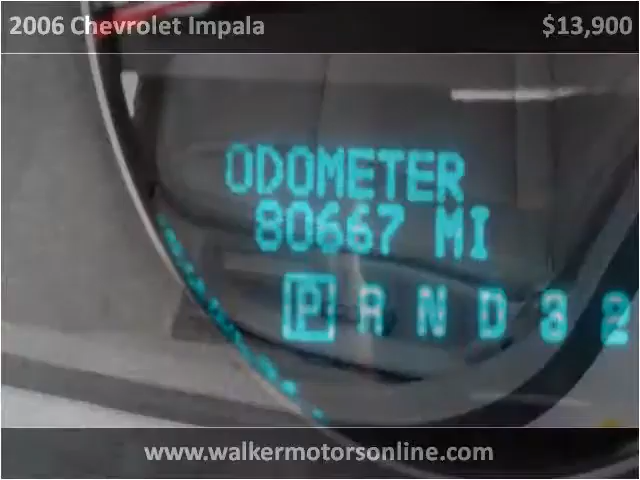 2006 Chevrolet Impala $13,900
ODOMETER
80667 MI
P R N D 3 2
www.walkermotorsonline.com